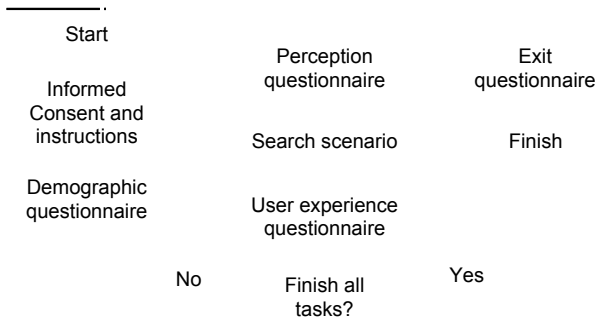 Start
Informed
Consent and
instructions
Demographic
questionnaire
Perception
questionnaire
Search scenario
User experience
questionnaire
Finish all
tasks?
No
Yes
Exit
questionnaire
Finish